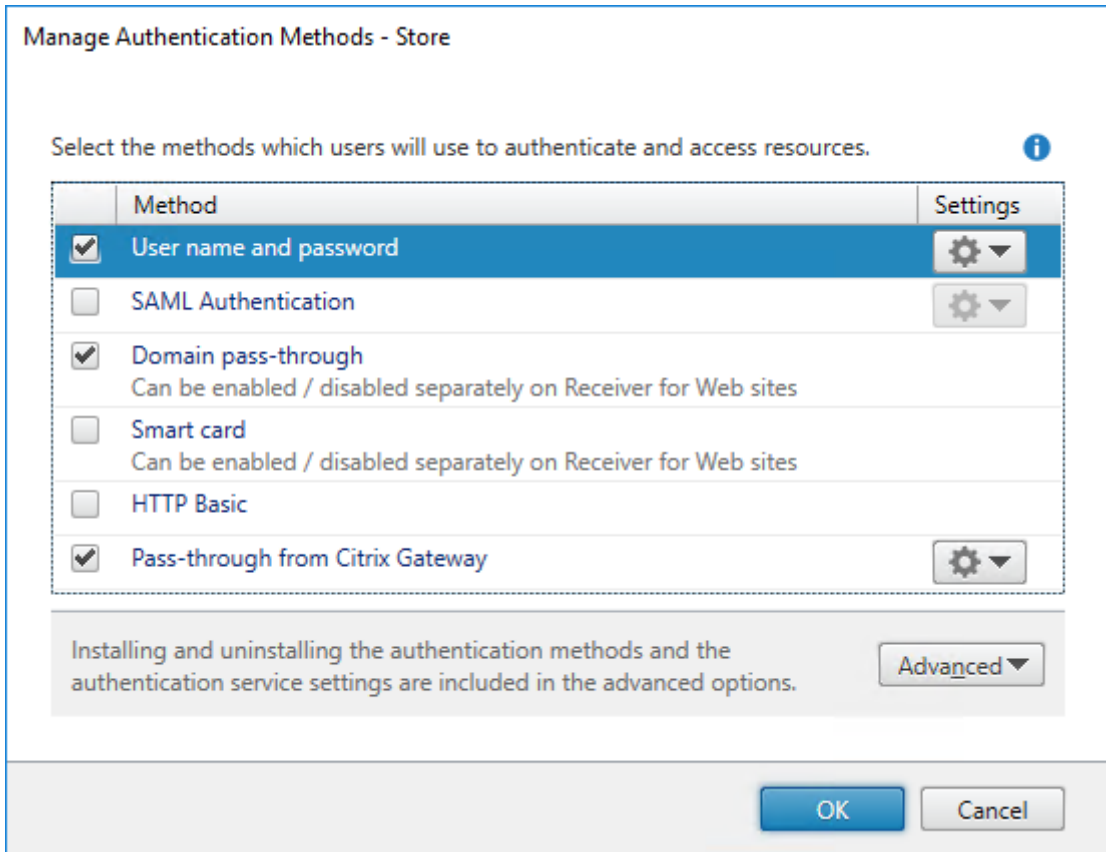 Manage Authentication Methods - Store
Select the methods which users will use to authenticate and access resources.
Method Settings
User name and password
SAML Authentication
Domain pass-through
Can be enabled / disabled separately on Receiver for Web sites
Smart card
Can be enabled / disabled separately on Receiver for Web sites
HTTP Basic
Pass-through from Citrix Gateway
Installing and uninstalling the authentication methods and the
authentication service settings are included in the advanced options.
Advanced
OK Cancel